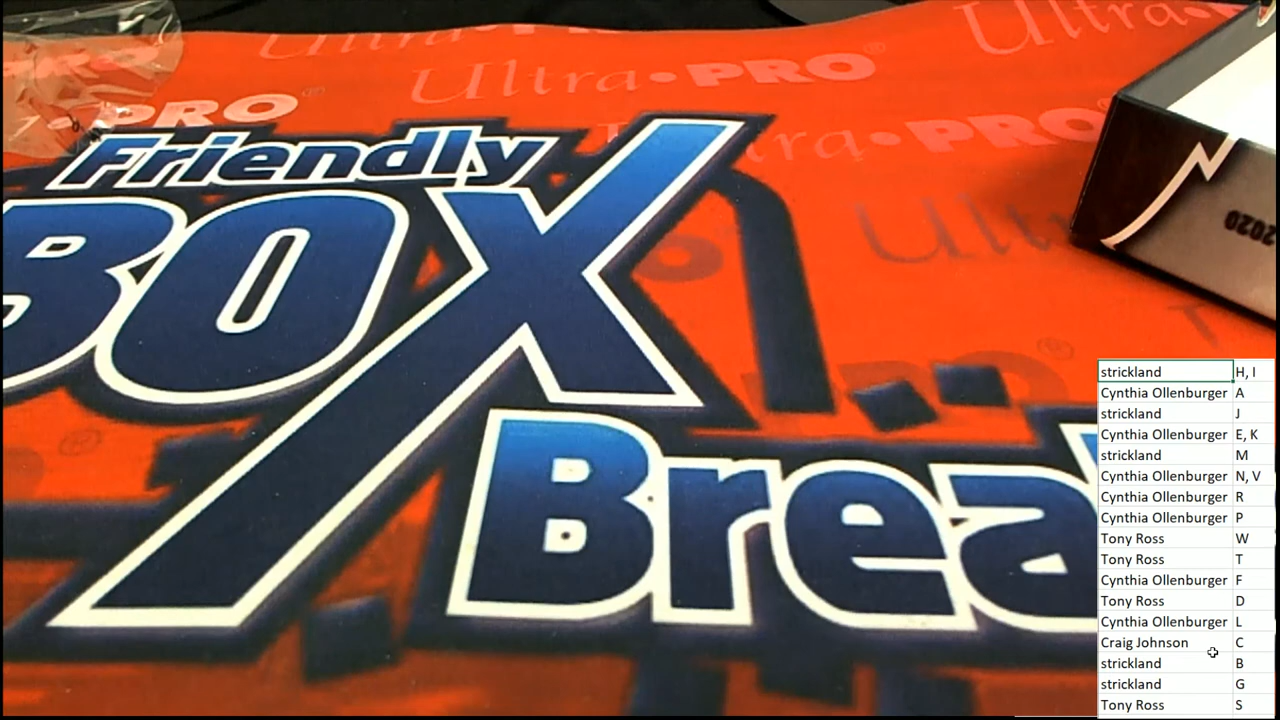 Ultra PRO
Ultra•PRO®
•PRO®
Friendly
Ultra•PRO
BOX
Ultra
2020
Brea
strickland H, I
Cynthia Ollenburger A
strickland J
Cynthia Ollenburger E, K
strickland M
Cynthia Ollenburger N, V
Cynthia Ollenburger R
Cynthia Ollenburger P
Tony Ross W
Tony Ross T
Cynthia Ollenburger F
Tony Ross D
Cynthia Ollenburger L
Craig Johnson C
strickland B
strickland G
Tony Ross S